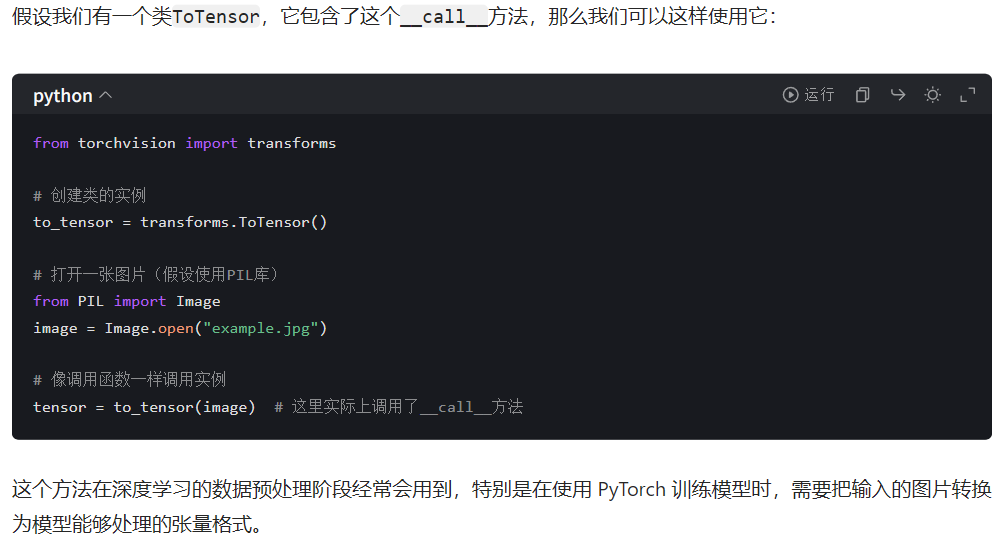 假设我们有一个类ToTensor，它包含了这个__call__方法，那么我们可以这样使用它：
python
运行
from torchvision import transforms
# 创建类的实例
to_tensor = transforms.ToTensor()
# 打开一张图片（假设使用PIL库）
from PIL import Image
image = Image.open("example.jpg")
# 像调用函数一样调用实例
tensor = to_tensor(image)  # 这里实际上调用了__call__方法
这个方法在深度学习的数据预处理阶段经常会用到，特别是在使用 PyTorch 训练模型时，需要把输入的图片转换
为模型能够处理的张量格式。